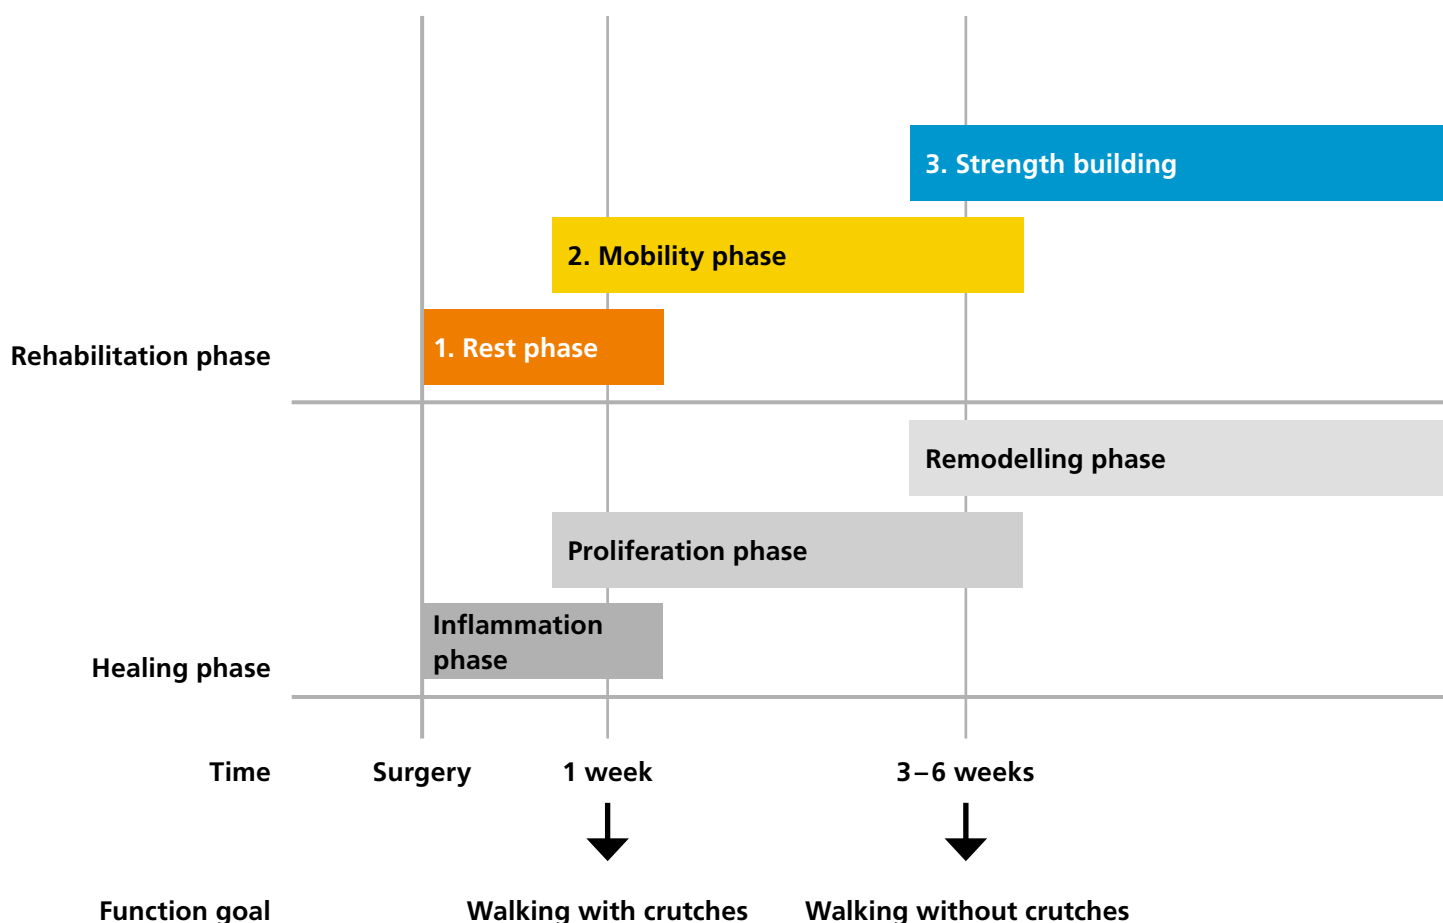 3. Strength building
2. Mobility phase
1. Rest phase
Rehabilitation phase
Remodelling phase
Proliferation phase
Inflammation
phase
Healing phase
Time
Surgery
1 week
3–6 weeks
Function goal
Walking with crutches
Walking without crutches